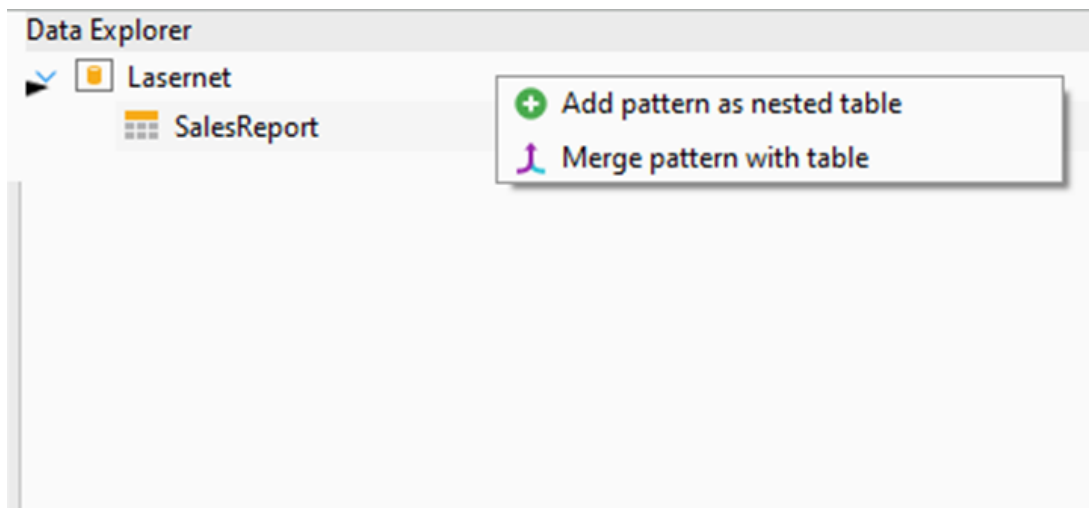 Data Explorer
Lasernet
SalesReport
Add pattern as nested table
Merge pattern with table